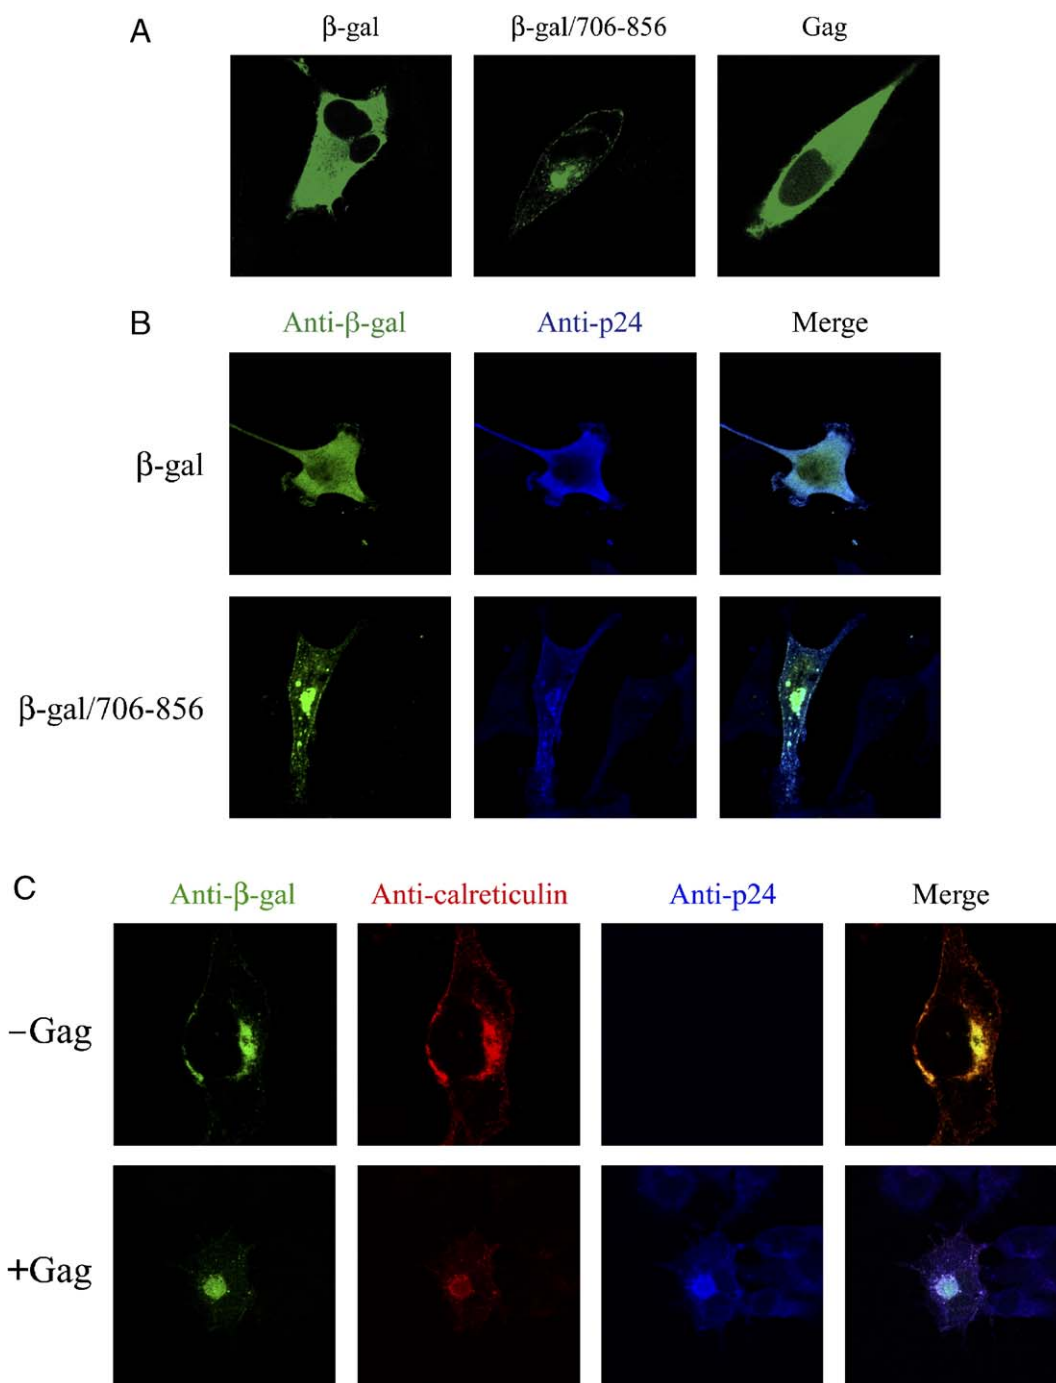 A
β-gal β-gal/706-856 Gag
B
Anti-β-gal Anti-p24 Merge
β-gal
β-gal/706-856
C
Anti-β-gal Anti-calreticulin Anti-p24 Merge
–Gag
+Gag